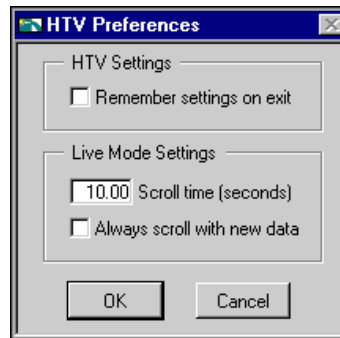 HTV Preferences
HTV Settings
Remember settings on exit
Live Mode Settings
10.00 Scroll time (seconds)
Always scroll with new data
OK Cancel